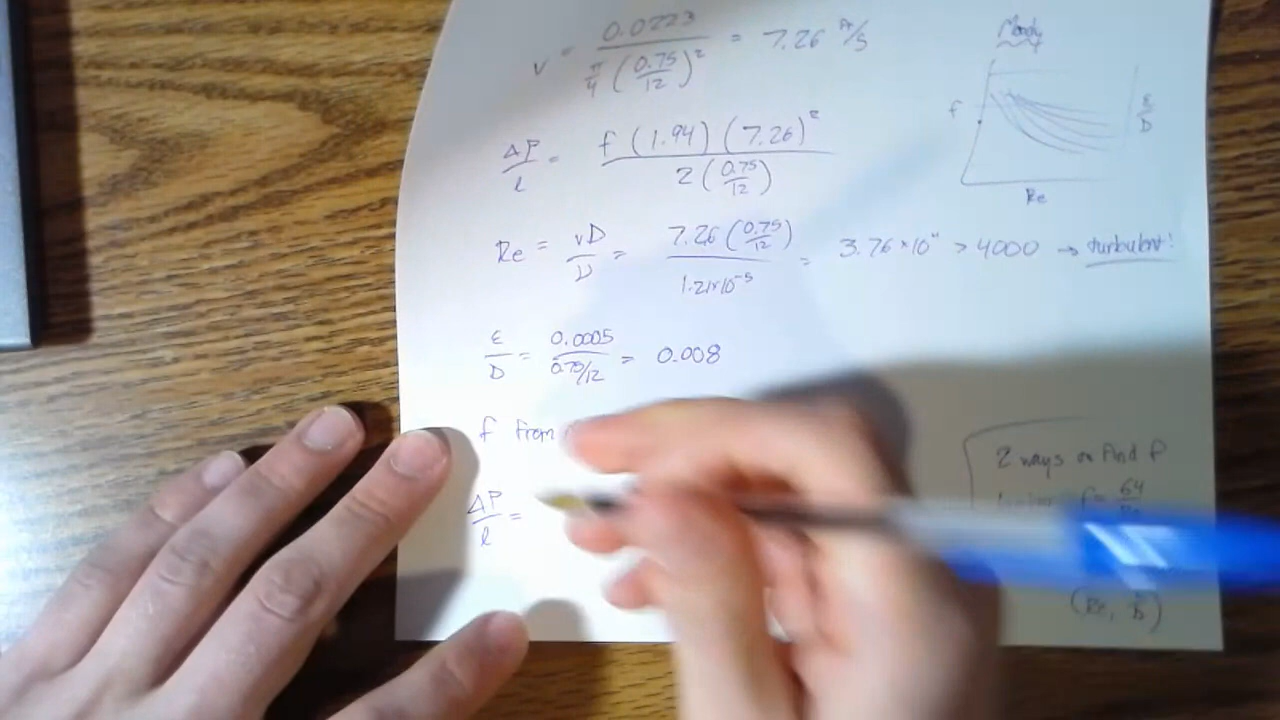 v = 0.0223 / π/4 (0.75/12)² = 7.26 ft/s
Moody
f
ε/D
Re
ΔP/l = f (1.94) (7.26)² / 2 (0.75/12)
Re = vD/ν = 7.26 (0.75/12) / 1.21×10⁻⁵ = 3.76×10⁴ > 4000 → turbulent!
ε/D = 0.0005 / 0.75/12 = 0.008
f from
2 ways to find f
f = 64
ΔP/l =
(Re, ε/D)